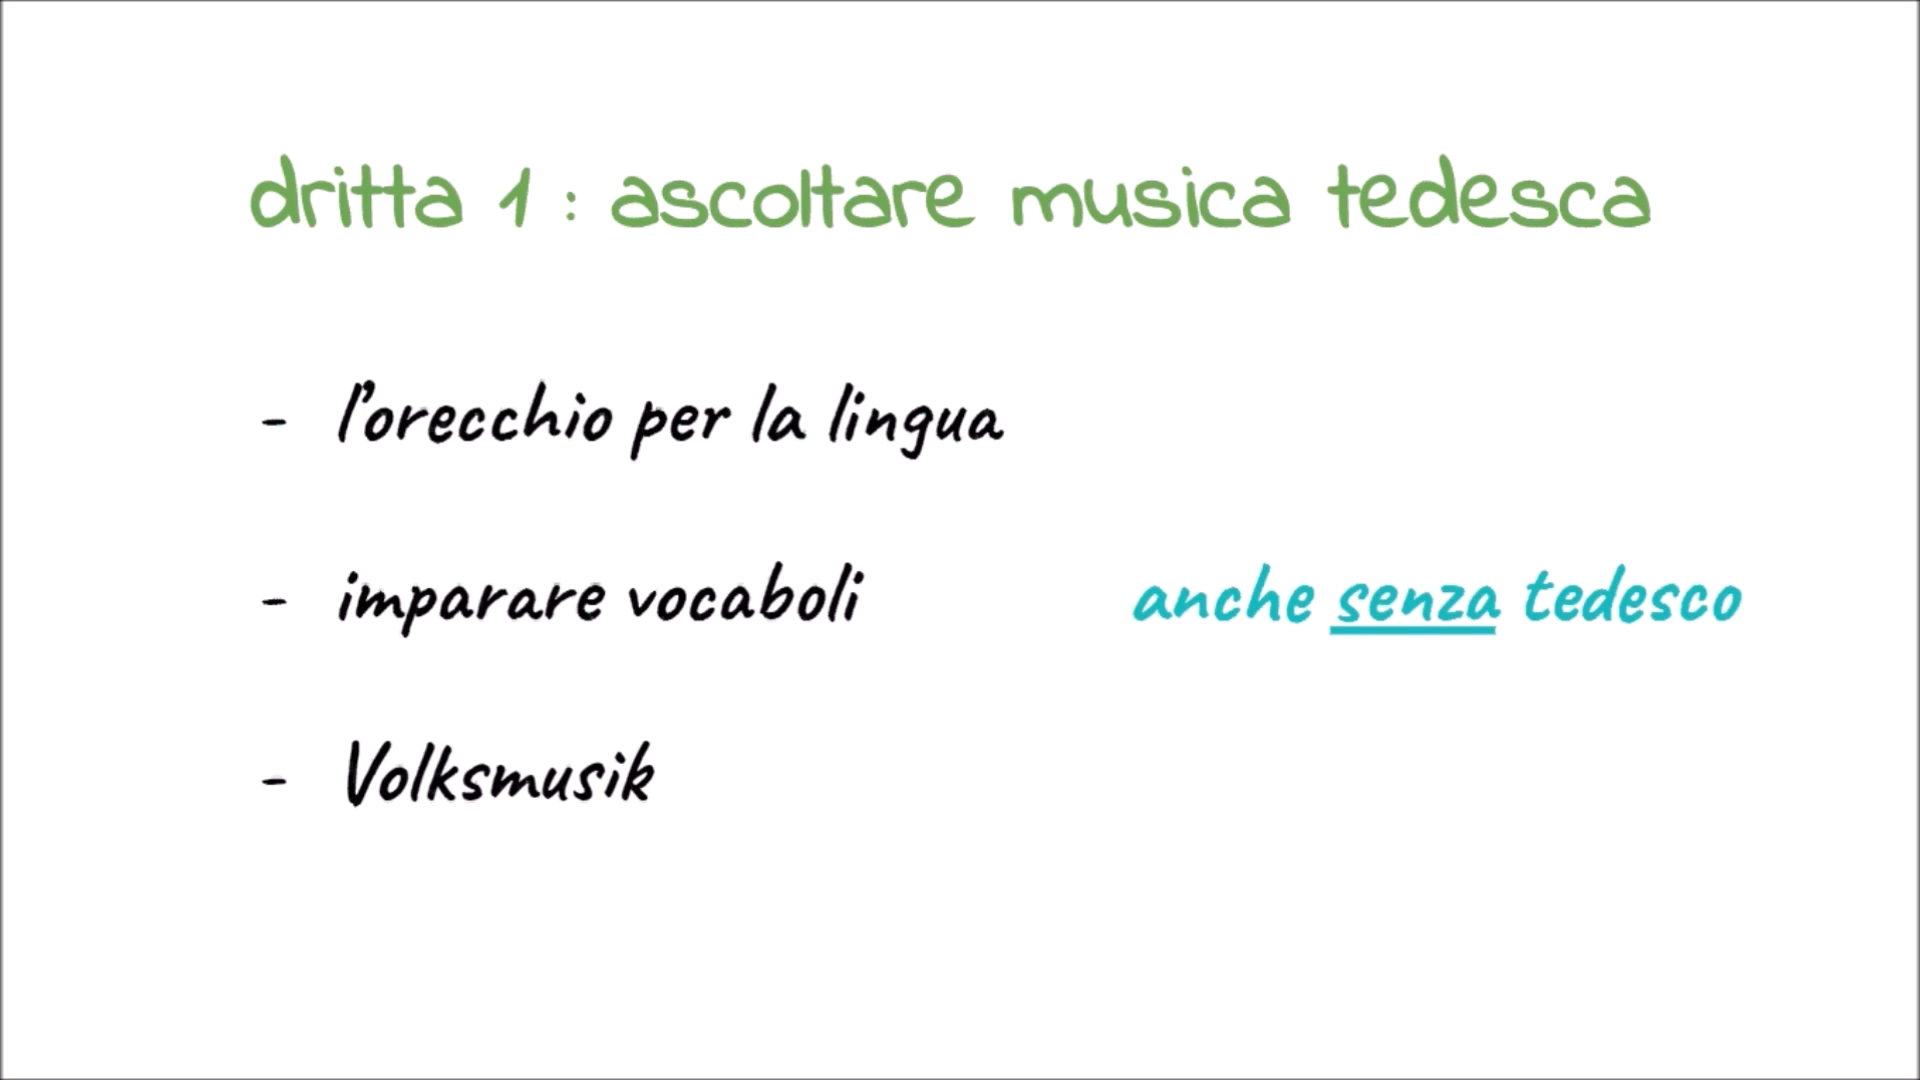 dritta 1 : ascoltare musica tedesca
- l'orecchio per la lingua
- imparare vocaboli
anche senza tedesco
- Volksmusik